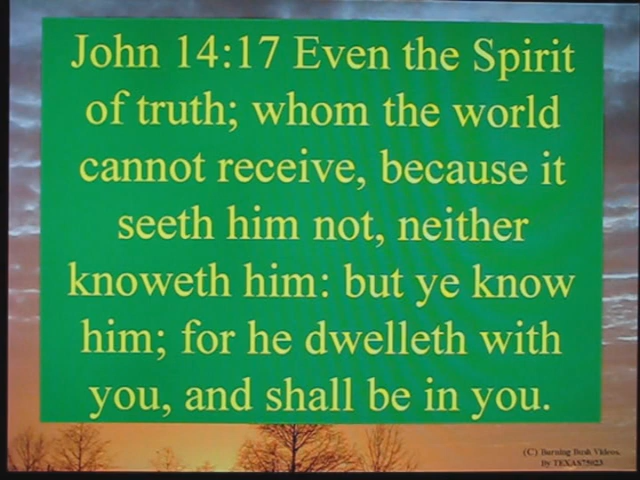 John 14:17 Even the Spirit
of truth; whom the world
cannot receive, because it
seeth him not, neither
knoweth him: but ye know
him; for he dwelleth with
you, and shall be in you.
(C) Burning Bush Videos.
By TEXAS75023